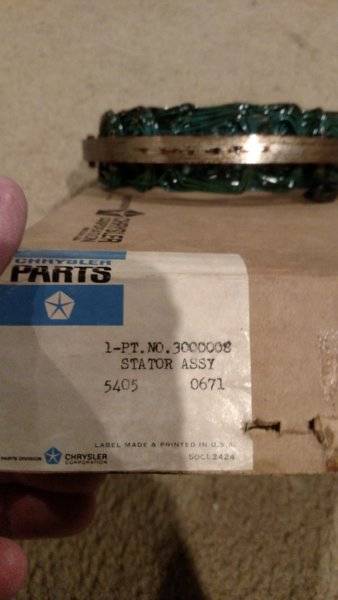 CHRYSLER
PARTS
1-PT.NO.3000008
STATOR ASSY
5405 0671
LABEL MADE & PRINTED IN U.S.A.
PARTS DIVISION CHRYSLER
CORPORATION
50CL2424